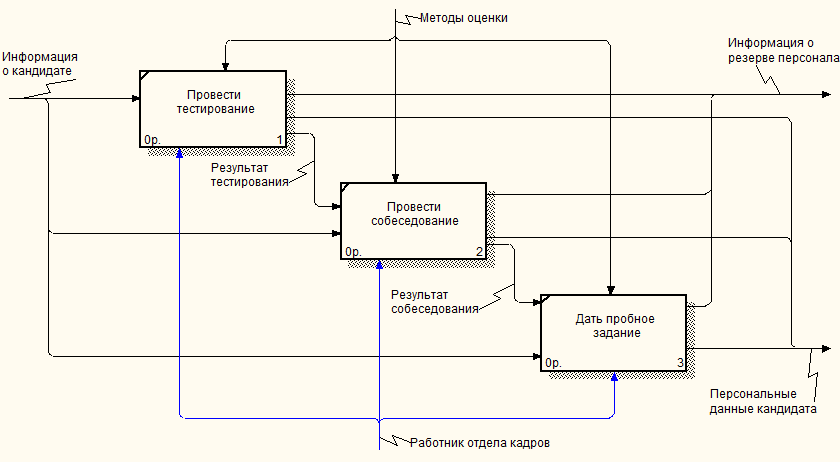 Методы оценки
Информация
о кандидате
Информация о
резерве персонала
Провести
тестирование
0р. 1
Результат
тестирования
Провести
собеседование
0р. 2
Результат
собеседования
Дать пробное
задание
0р. 3
Персональные
данные кандидата
Работник отдела кадров